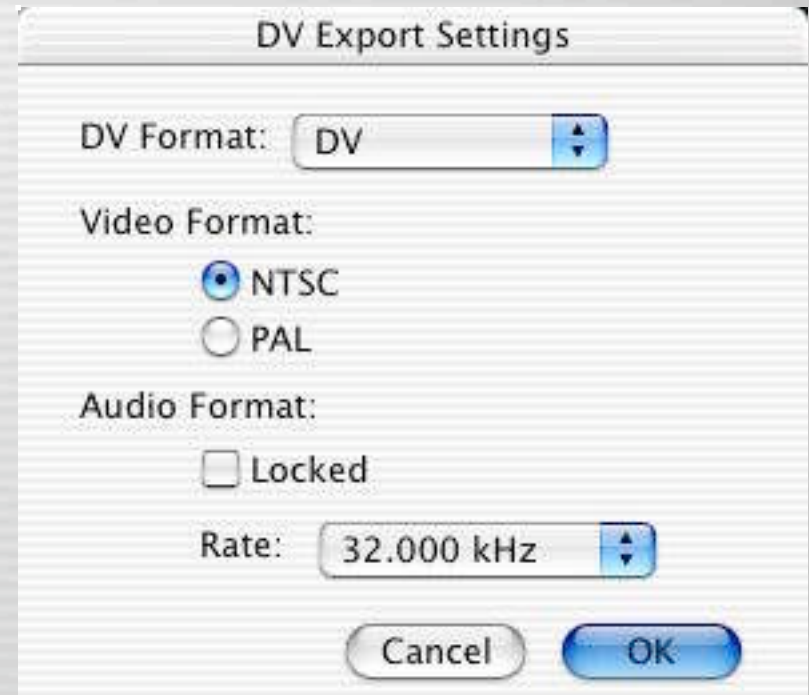 DV Export Settings
DV Format: DV
Video Format:
NTSC
PAL
Audio Format:
Locked
Rate: 32.000 kHz
Cancel OK